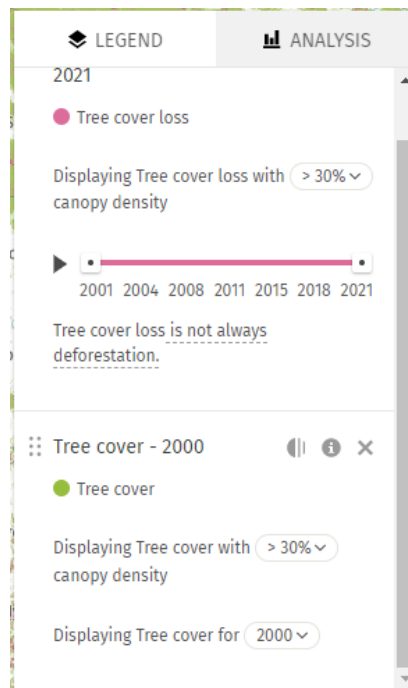 LEGEND
ANALYSIS
2021
Tree cover loss
Displaying Tree cover loss with > 30%
canopy density
2001 2004 2008 2011 2015 2018 2021
Tree cover loss is not always
deforestation.
Tree cover - 2000
Tree cover
Displaying Tree cover with > 30%
canopy density
Displaying Tree cover for 2000